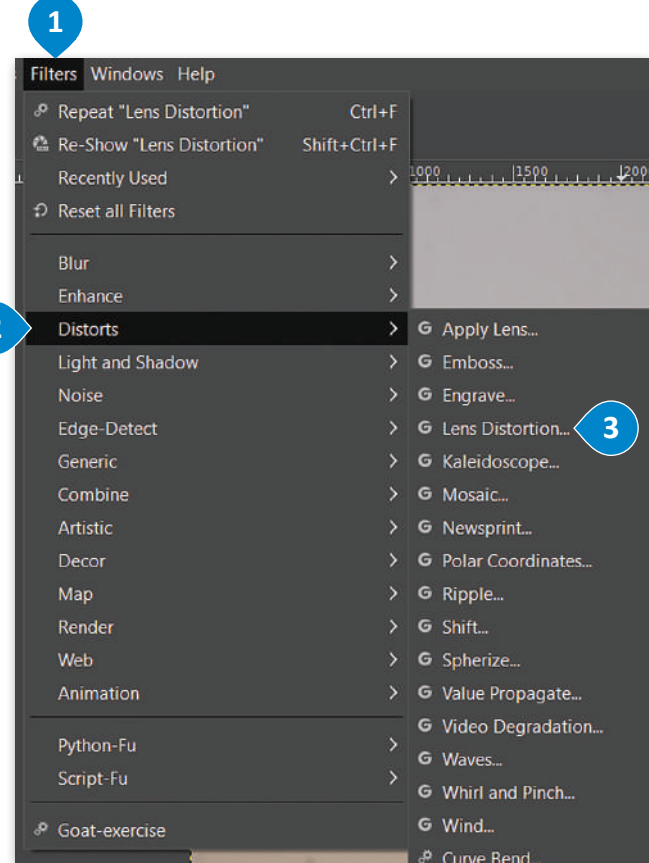 1
Filters Windows Help
Repeat "Lens Distortion" Ctrl+F
Re-Show "Lens Distortion" Shift+Ctrl+F
Recently Used >
Reset all Filters
1000 1500 200
Blur >
Enhance >
2
Distorts >
Light and Shadow >
Noise >
Edge-Detect >
Generic >
Combine >
Artistic >
Decor >
Map >
Render >
Web >
Animation >
Python-Fu >
Script-Fu >
Goat-exercise
G Apply Lens...
G Emboss...
G Engrave...
G Lens Distortion... 3
G Kaleidoscope...
G Mosaic...
G Newsprint...
G Polar Coordinates...
G Ripple...
G Shift...
G Spherize...
G Value Propagate...
G Video Degradation...
G Waves...
G Whirl and Pinch...
G Wind...
Curve Bend